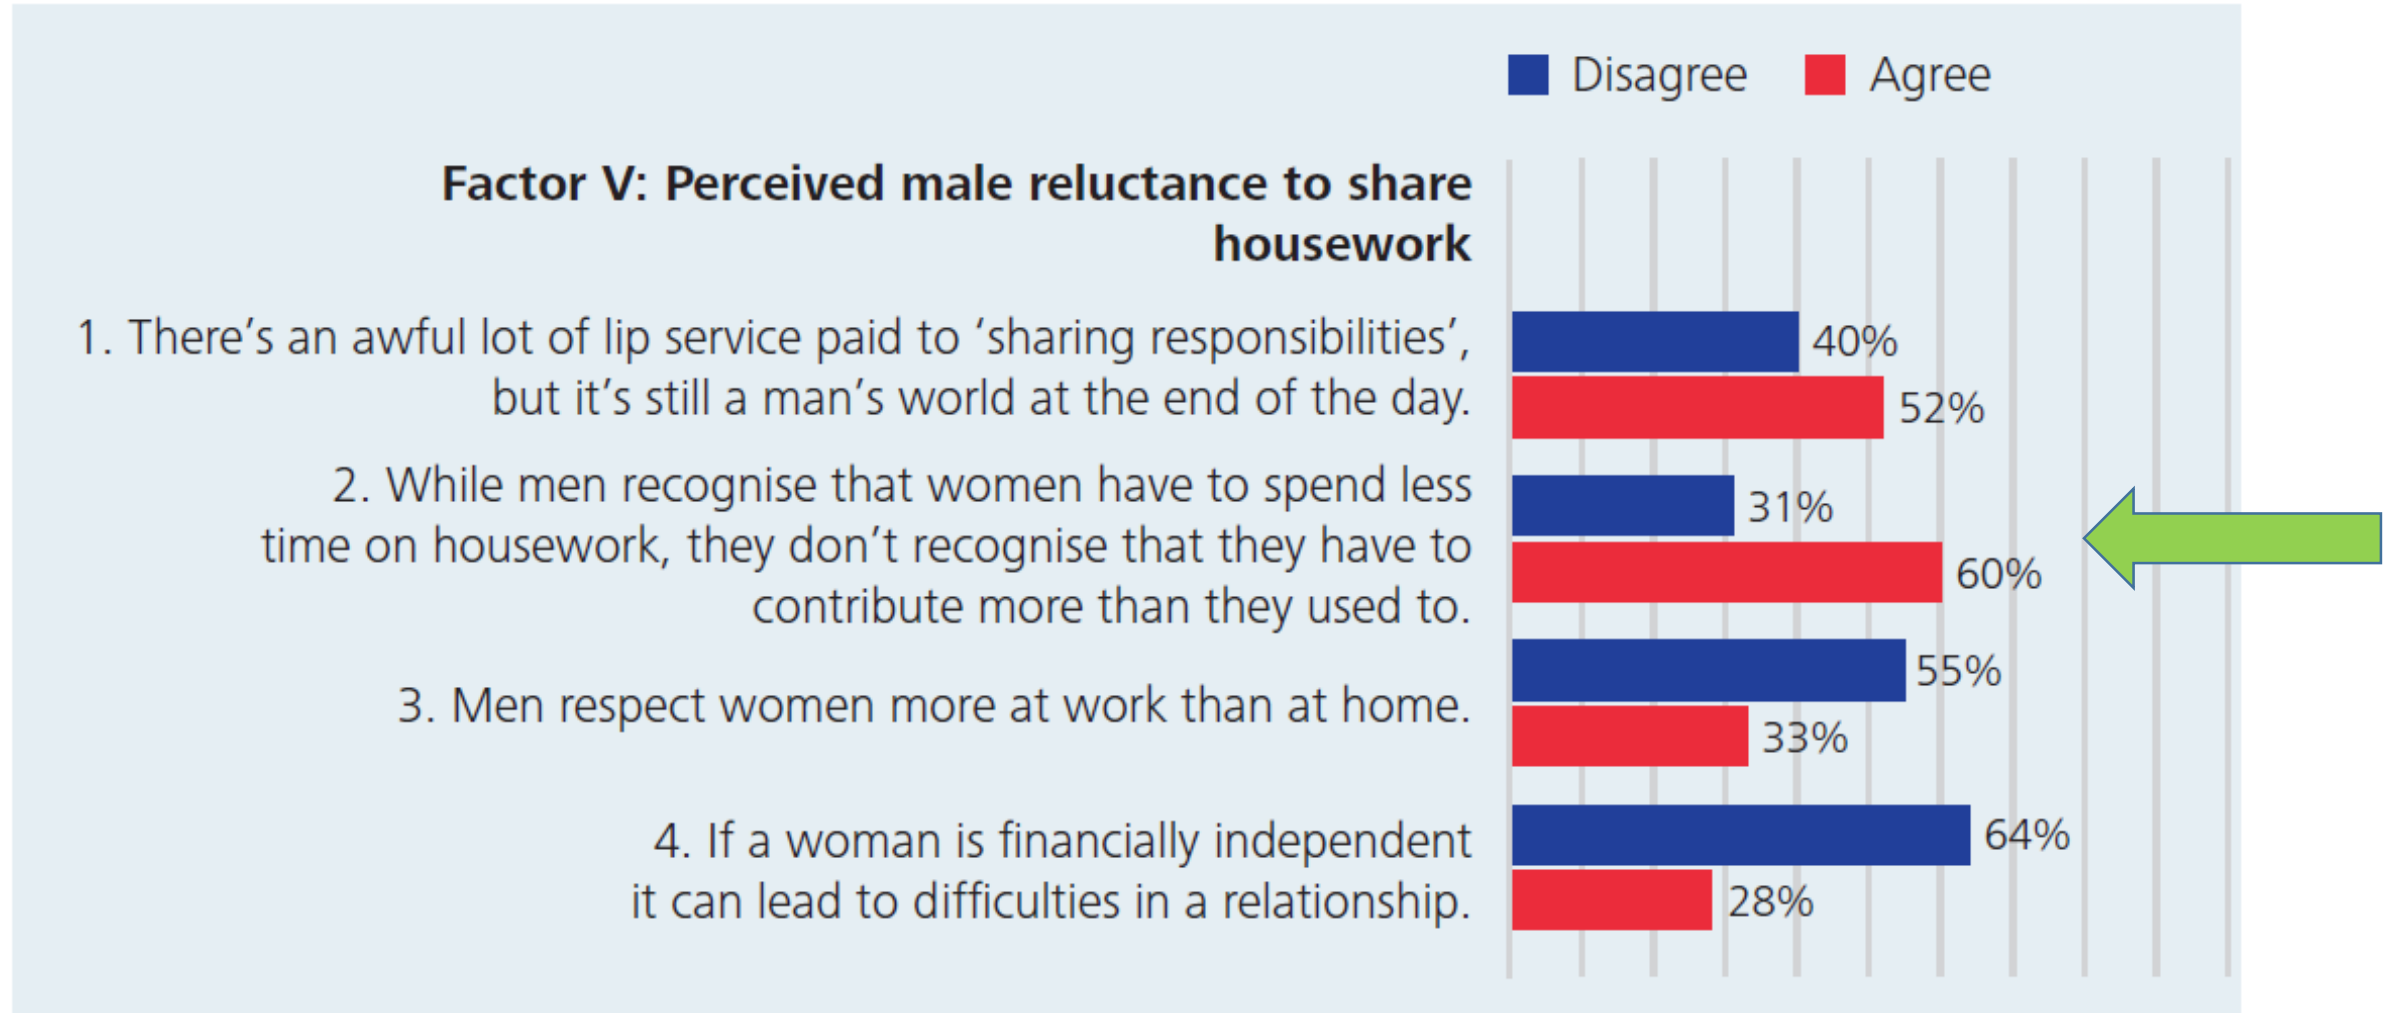 Disagree Agree
Factor V: Perceived male reluctance to share
housework
1. There’s an awful lot of lip service paid to ‘sharing responsibilities’,
but it’s still a man’s world at the end of the day.
40%
52%
2. While men recognise that women have to spend less
time on housework, they don’t recognise that they have to
contribute more than they used to.
31%
60%
3. Men respect women more at work than at home.
55%
33%
4. If a woman is financially independent
it can lead to difficulties in a relationship.
64%
28%